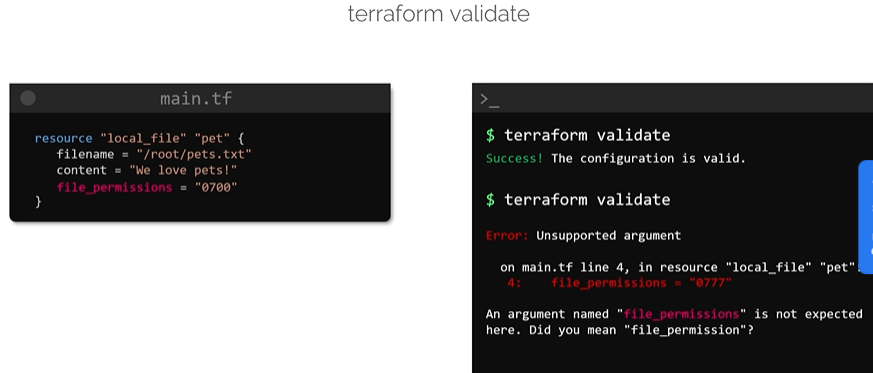 terraform validate
main.tf
resource "local_file" "pet" {
filename = "/root/pets.txt"
content = "We love pets!"
file_permissions = "0700"
}
>_
$ terraform validate
Success! The configuration is valid.
$ terraform validate
Error: Unsupported argument
on main.tf line 4, in resource "local_file" "pet":
4: file_permissions = "0777"
An argument named "file_permissions" is not expected
here. Did you mean "file_permission"?